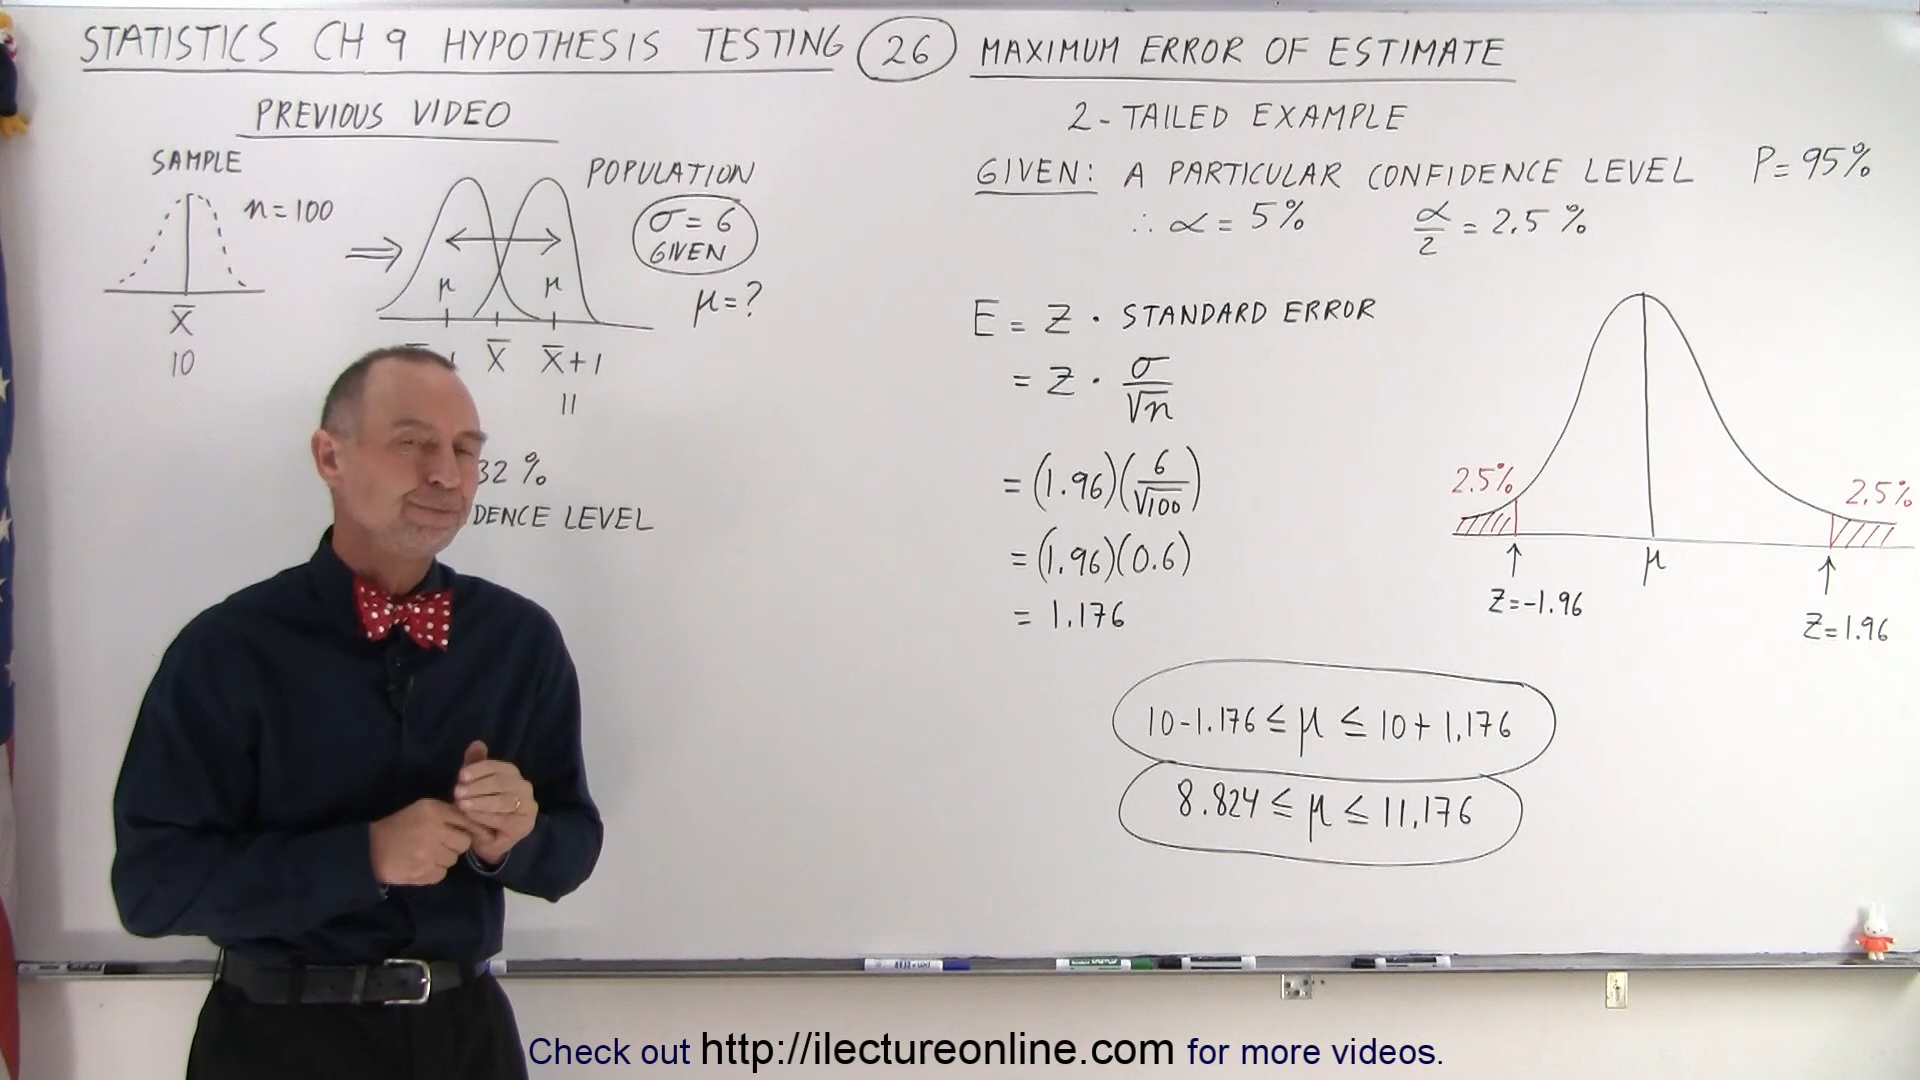 STATISTICS CH 9 HYPOTHESIS TESTING 26 MAXIMUM ERROR OF ESTIMATE
PREVIOUS VIDEO
SAMPLE
n=100
X̄
10
⇒
POPULATION
σ=6
GIVEN
μ=?
μ μ
X̄ X̄+1
11
32 %
DENCE LEVEL
2-TAILED EXAMPLE
GIVEN: A PARTICULAR CONFIDENCE LEVEL P=95%
∴ α=5% α/2 = 2.5%
E = Z · STANDARD ERROR
= Z · σ/√n
= (1.96)(6/√100)
= (1.96)(0.6)
= 1.176
2.5% 2.5%
μ
Z=-1.96
Z=1.96
10-1.176 ≤ μ ≤ 10+1.176
8.824 ≤ μ ≤ 11.176
Check out http://ilectureonline.com for more videos.